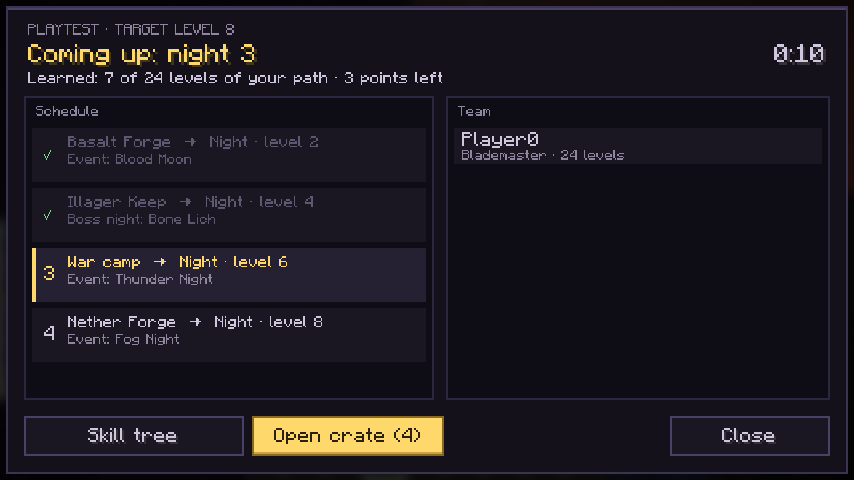 PLAYTEST · TARGET LEVEL 8
Coming up: night 3
0:10
Learned: 7 of 24 levels of your path · 3 points left
Schedule
✓ Basalt Forge → Night · level 2
Event: Blood Moon
✓ Illager Keep → Night · level 4
Boss night: Bone Lich
3 War camp → Night · level 6
Event: Thunder Night
4 Nether Forge → Night · level 8
Event: Fog Night
Team
Player0
Blademaster · 24 levels
Skill tree
Open crate (4)
Close